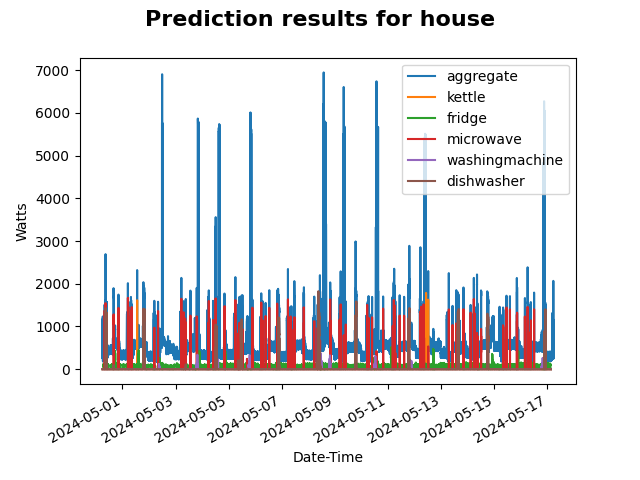 Prediction results for house
7000
6000
5000
4000
3000
2000
1000
0
Watts
aggregate
kettle
fridge
microwave
washingmachine
dishwasher
2024-05-01
2024-05-03
2024-05-05
2024-05-07
2024-05-09
2024-05-11
2024-05-13
2024-05-15
2024-05-17
Date-Time